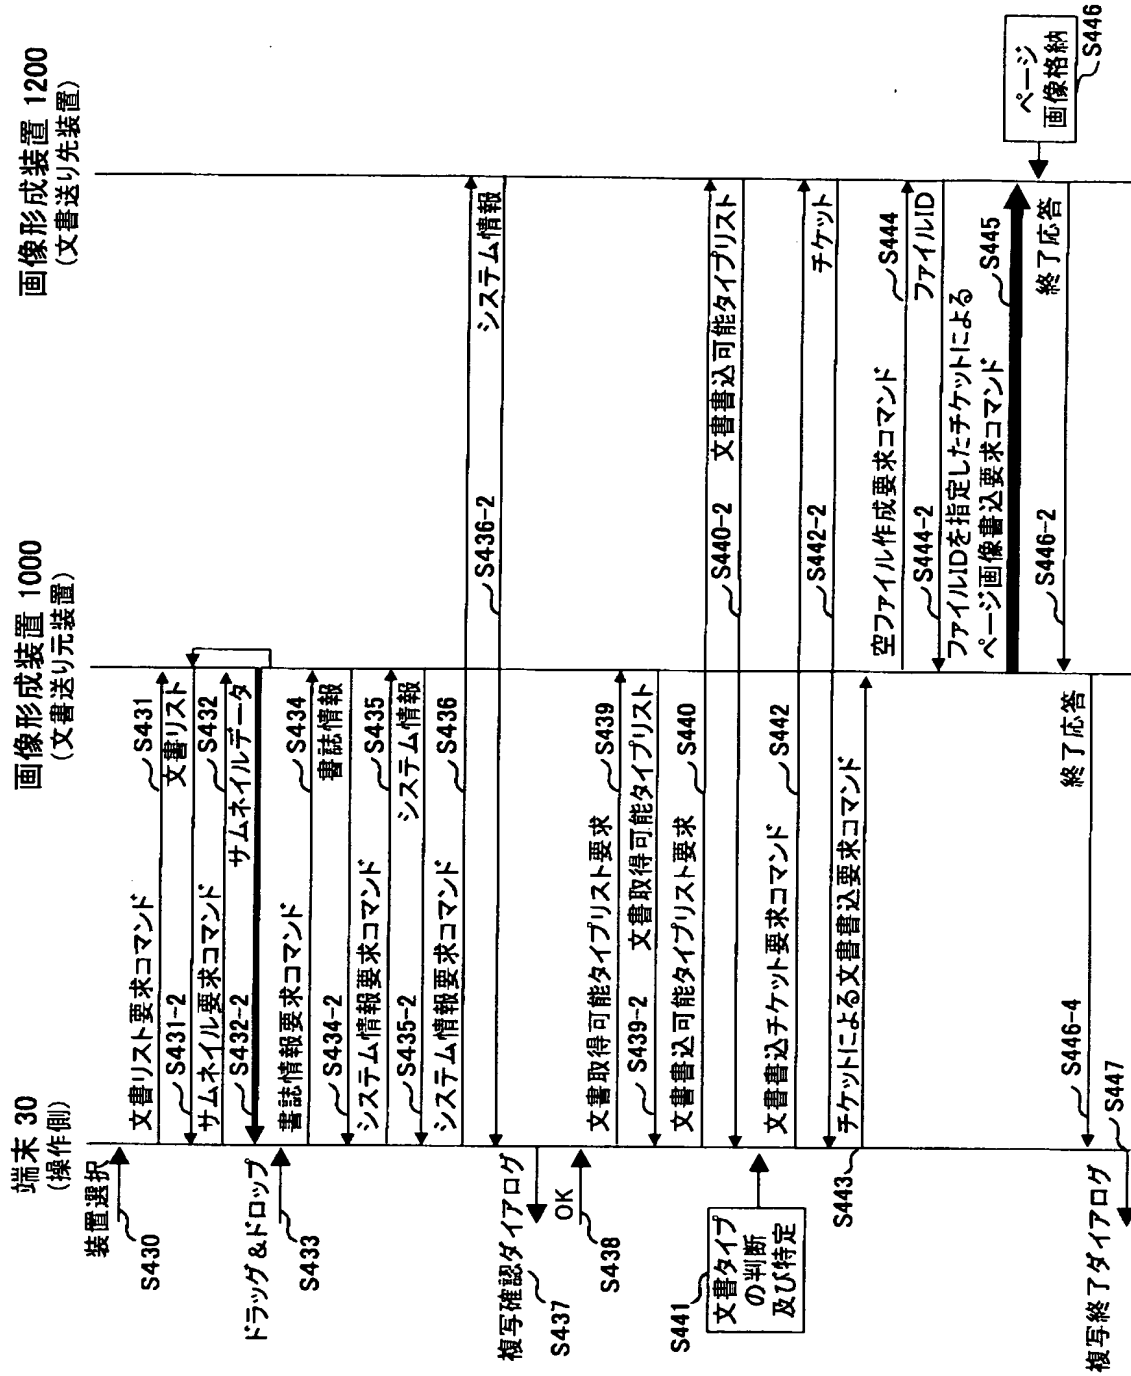 端末 30
(操作側)
画像形成装置 1000
(文書送り元装置)
画像形成装置 1200
(文書送り先装置)
装置選択
S430
文書リスト要求コマンド
S431
S431-2
文書リスト
サムネイル要求コマンド
S432
S432-2
サムネイルデータ
ドラッグ&ドロップ
S433
書誌情報要求コマンド
S434
S434-2
書誌情報
システム情報要求コマンド
S435
S435-2
システム情報
システム情報要求コマンド
S436
S436-2
システム情報
複写確認ダイアログ
S437
OK
S438
文書取得可能タイプリスト要求
S439
S439-2
文書取得可能タイプリスト
文書書込可能タイプリスト要求
S440
S440-2
文書書込可能タイプリスト
S441
文書タイプ
の判断
及び特定
文書書込チケット要求コマンド
S442
S442-2
チケット
S443
チケットによる文書書込要求コマンド
空ファイル作成要求コマンド
S444
S444-2
ファイルID
ファイルIDを指定したチケットによる
ページ画像書込要求コマンド
S445
ページ
画像格納
S446
S446-2
終了応答
S446-4
終了応答
複写終了ダイアログ
S447